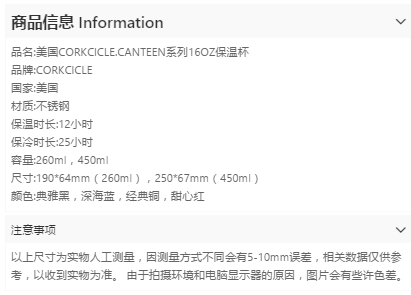 商品信息 Information
品名:美国CORKCICLE.CANTEEN系列16OZ保温杯
品牌:CORKCICLE
国家:美国
材质:不锈钢
保温时长:12小时
保冷时长:25小时
容量:260ml，450ml
尺寸:190*64mm（260ml），250*67mm（450ml）
颜色:典雅黑，深海蓝，经典铜，甜心红
注意事项
以上尺寸为实物人工测量，因测量方式不同会有5-10mm误差，相关数据仅供参
考，以收到实物为准。 由于拍摄环境和电脑显示器的原因，图片会有些许色差。